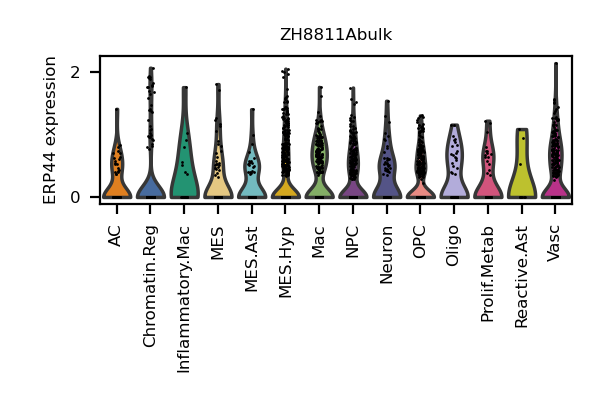 ZH8811Abulk
ERP44 expression
2
0
AC
Chromatin.Reg
Inflammatory.Mac
MES
MES.Ast
MES.Hyp
Mac
NPC
Neuron
OPC
Oligo
Prolif.Metab
Reactive.Ast
Vasc